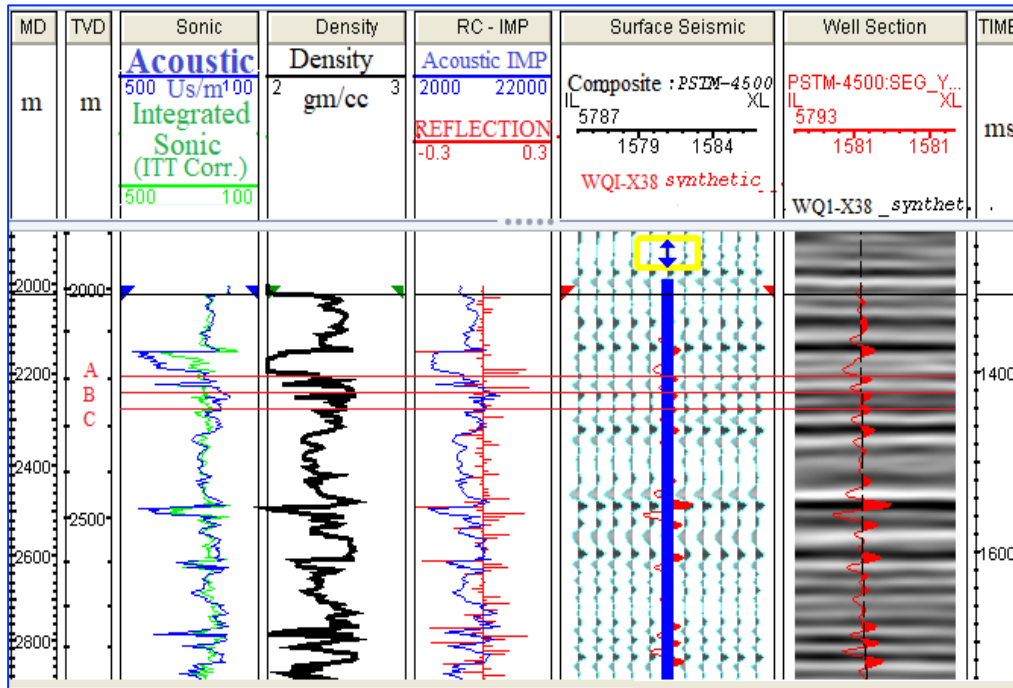 MD
TVD
Sonic
Density
RC - IMP
Surface Seismic
Well Section
TIME
m
m
Acoustic
500 Us/m 100
Integrated
Sonic
(ITT Corr.)
500 100
Density
2 3
gm/cc
Acoustic IMP
2000 22000
REFLECTION
-0.3 0.3
Composite : PSTM-4500
IL XL
5787
1579 1584
WQI-X38 synthetic_
PSTM-4500:SEG_Y...
IL XL
5793
1581 1581
WQ1-X38 _synthet.
ms
2000
2000
A
2200
B
C
1400
2400
2500
2600
1600
2800